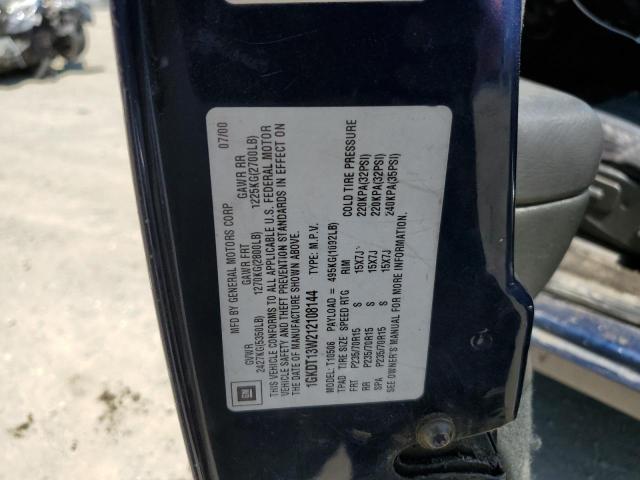 GM
MFD BY GENERAL MOTORS CORP 07/00
GVWR GAWR FRT GAWR RR
2427KG(5350LB) 1270KG(2800LB) 1225KG(2700LB)
THIS VEHICLE CONFORMS TO ALL APPLICABLE U.S. FEDERAL MOTOR
VEHICLE SAFETY AND THEFT PREVENTION STANDARDS IN EFFECT ON
THE DATE OF MANUFACTURE SHOWN ABOVE.
1GKDT13W212108144 TYPE: M.P.V.
MODEL: T10506 PAYLOAD = 495KG(1092LB)
TPAD TIRE SIZE SPEED RTG RIM COLD TIRE PRESSURE
FRT P235/70R15 S 15X7J 220KPA(32PSI)
RR P235/70R15 S 15X7J 220KPA(32PSI)
SPA P235/70R15 S 15X7J 240KPA(35PSI)
SEE OWNER'S MANUAL FOR MORE INFORMATION.